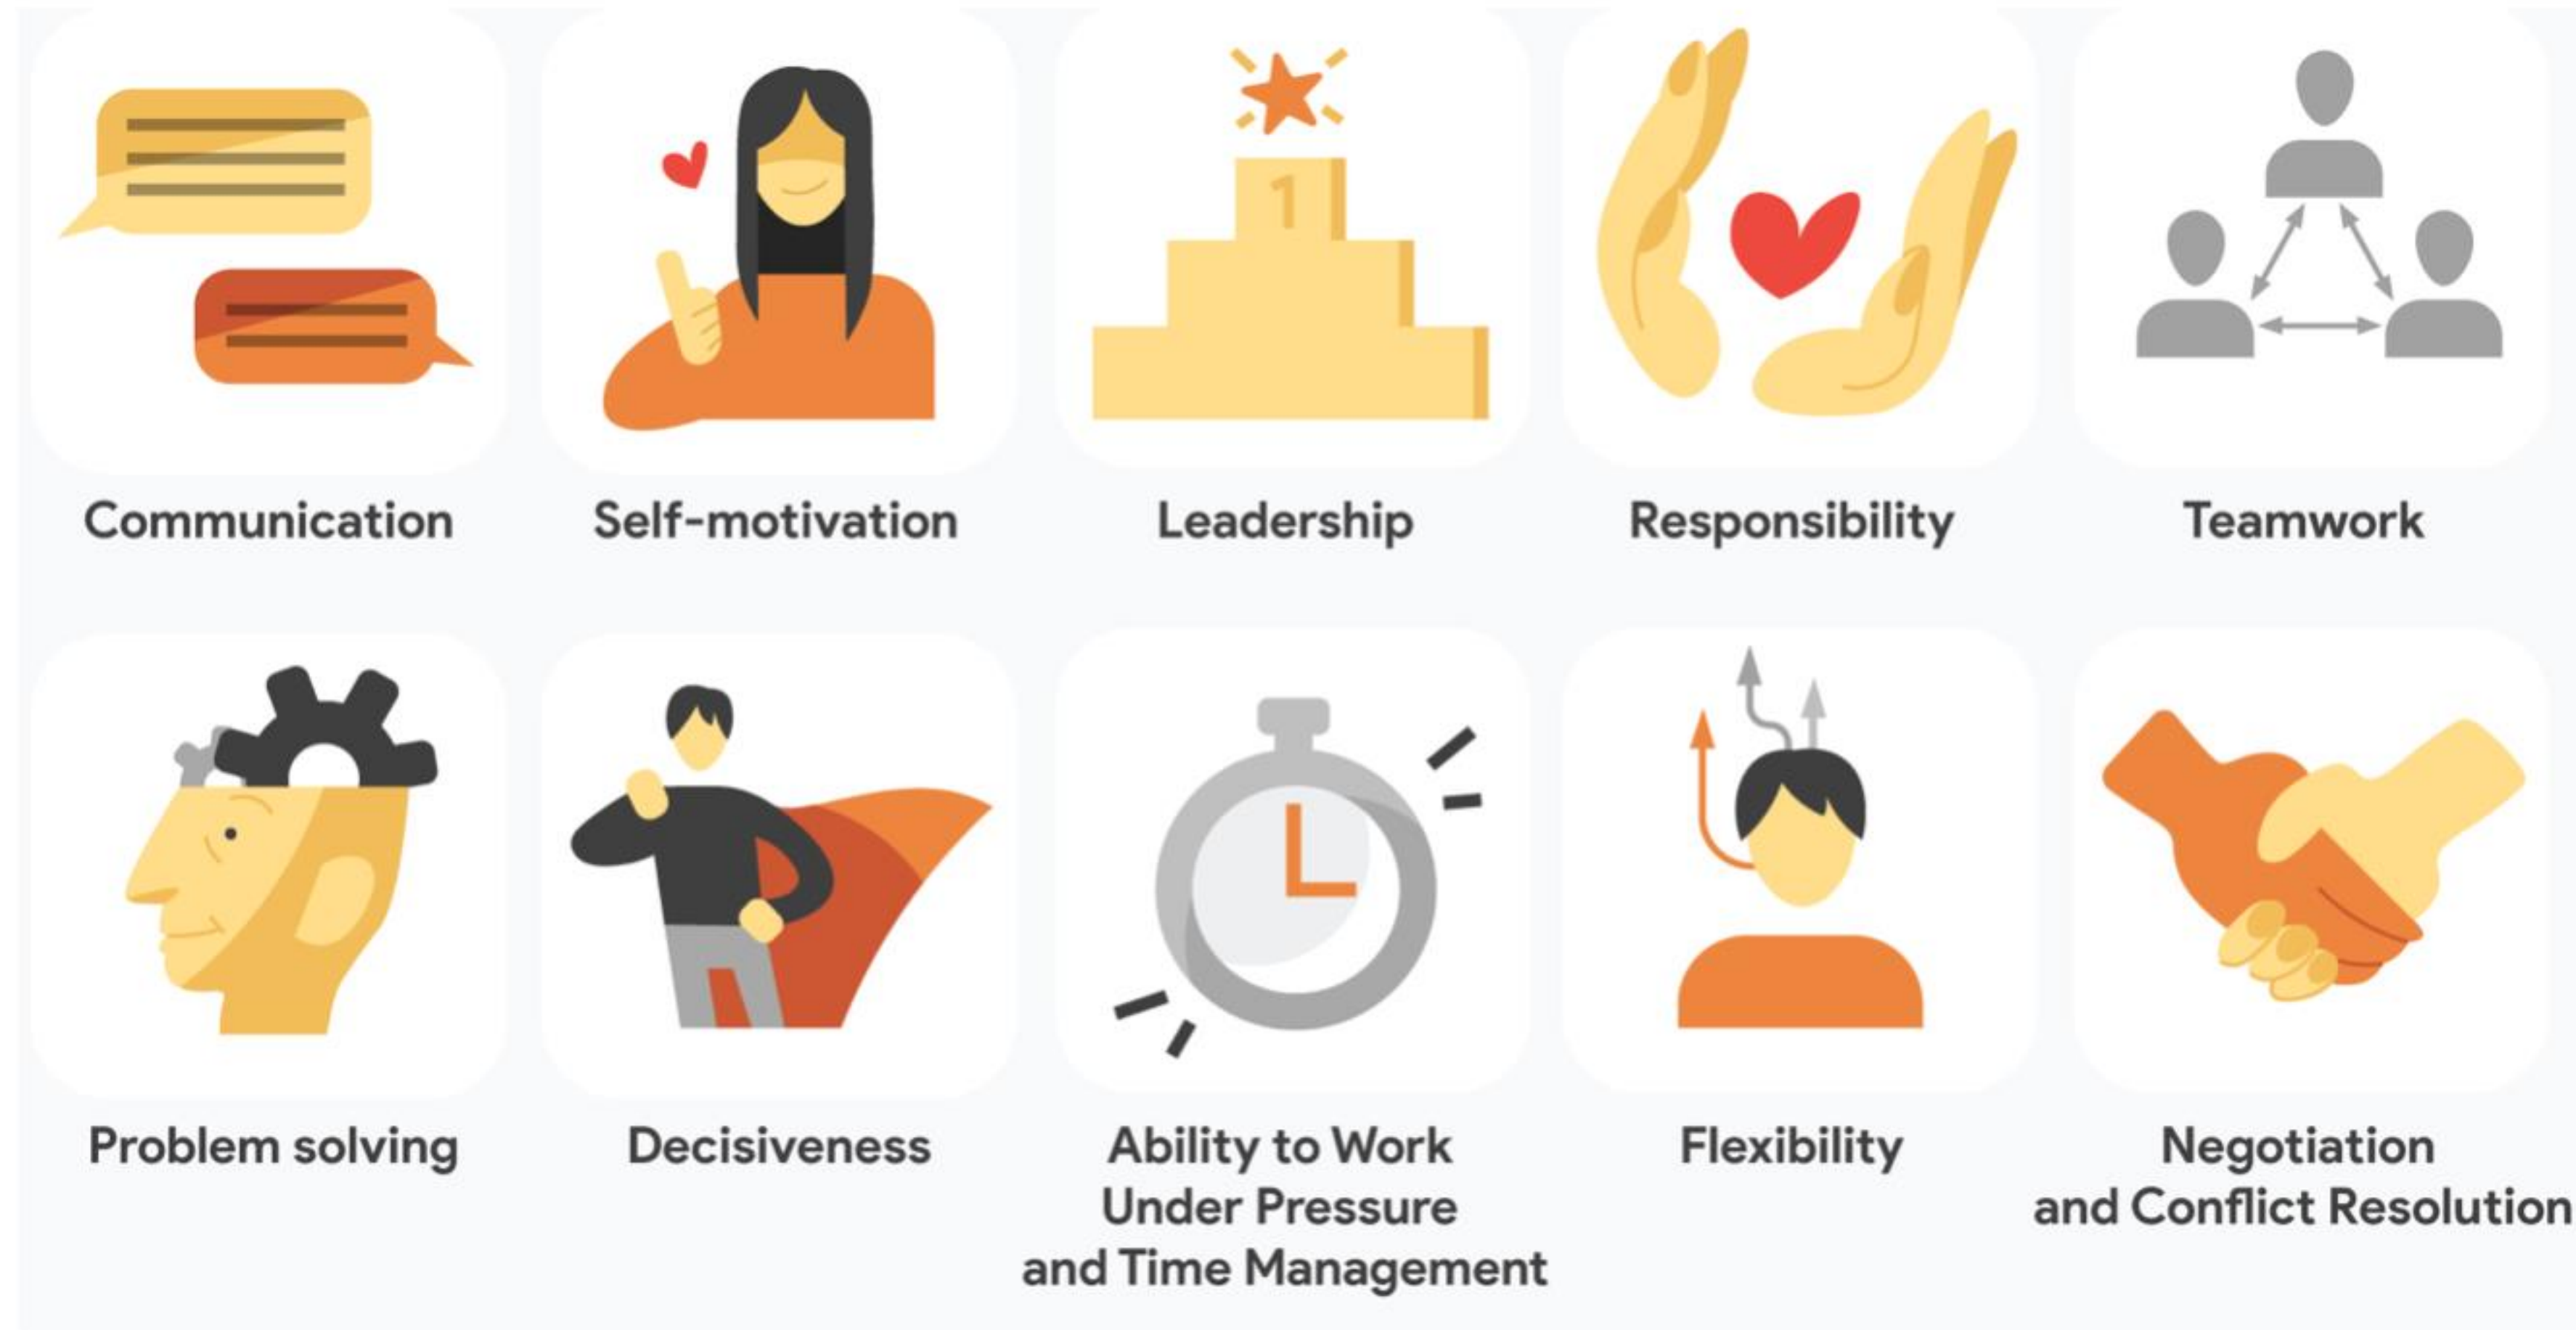 1
Communication
Self-motivation
Leadership
Responsibility
Teamwork
Problem solving
Decisiveness
Ability to Work
Under Pressure
and Time Management
Flexibility
Negotiation
and Conflict Resolution